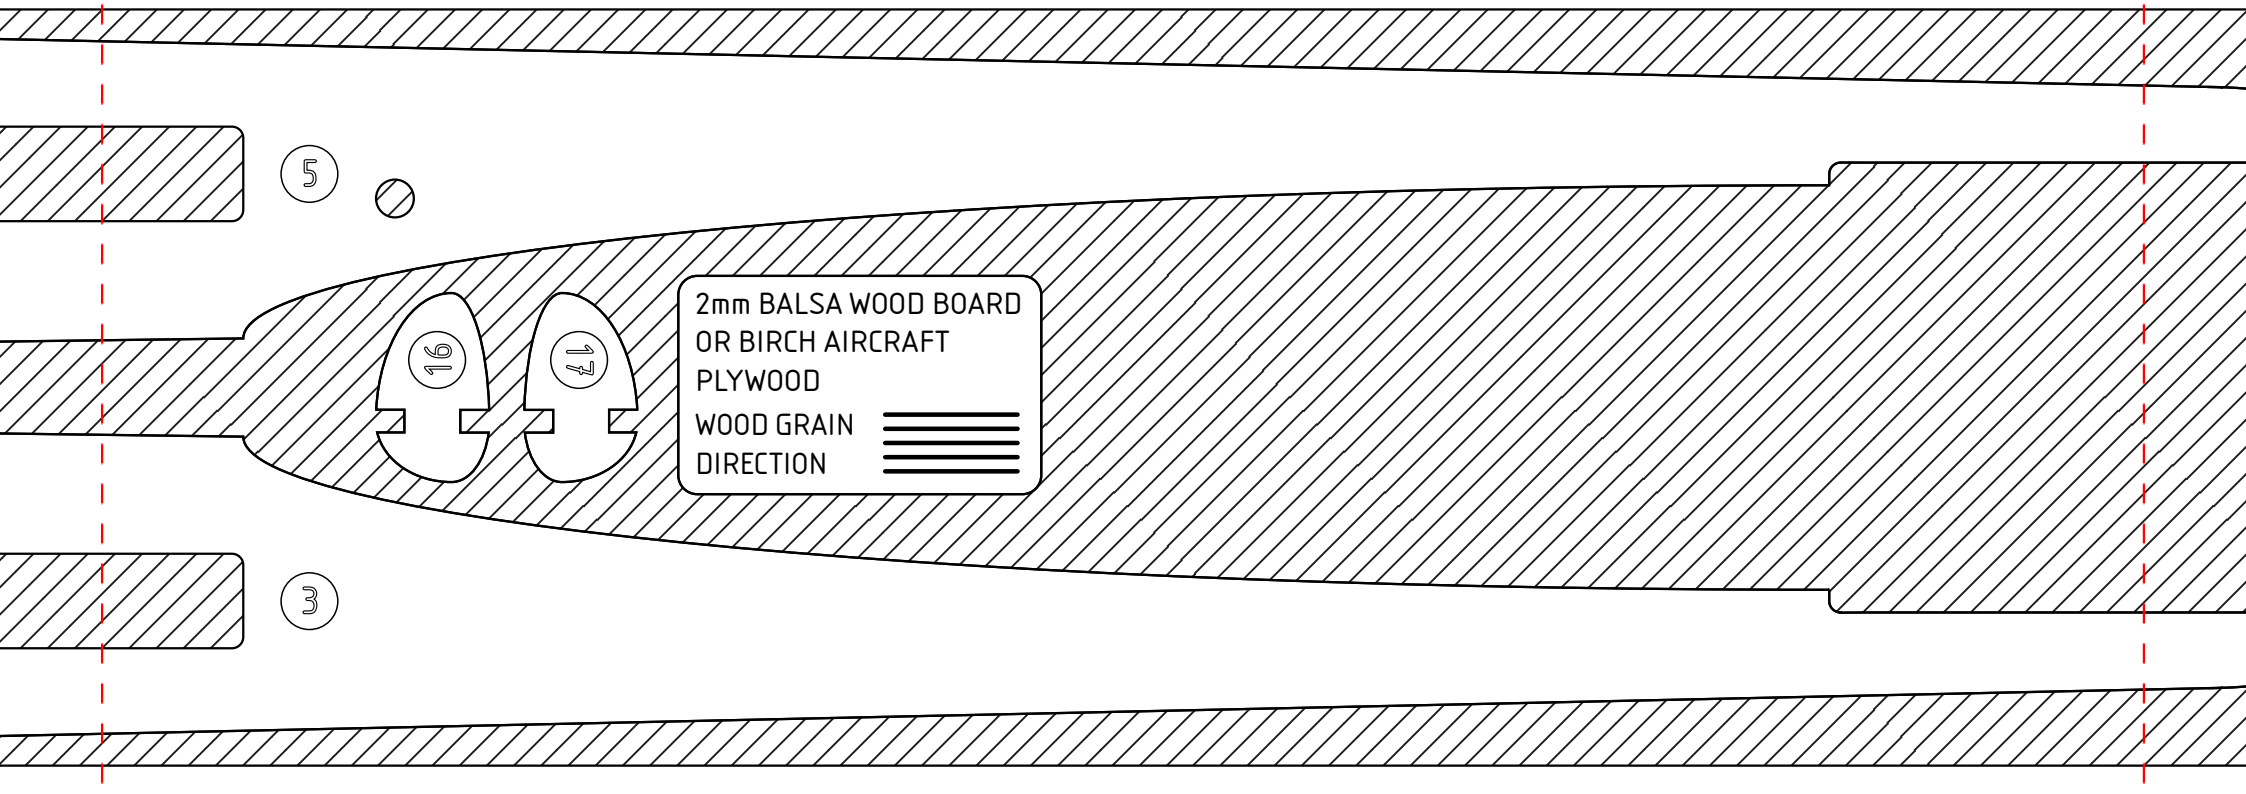 5
16
17
2mm BALSA WOOD BOARD
OR BIRCH AIRCRAFT
PLYWOOD
WOOD GRAIN
DIRECTION
3